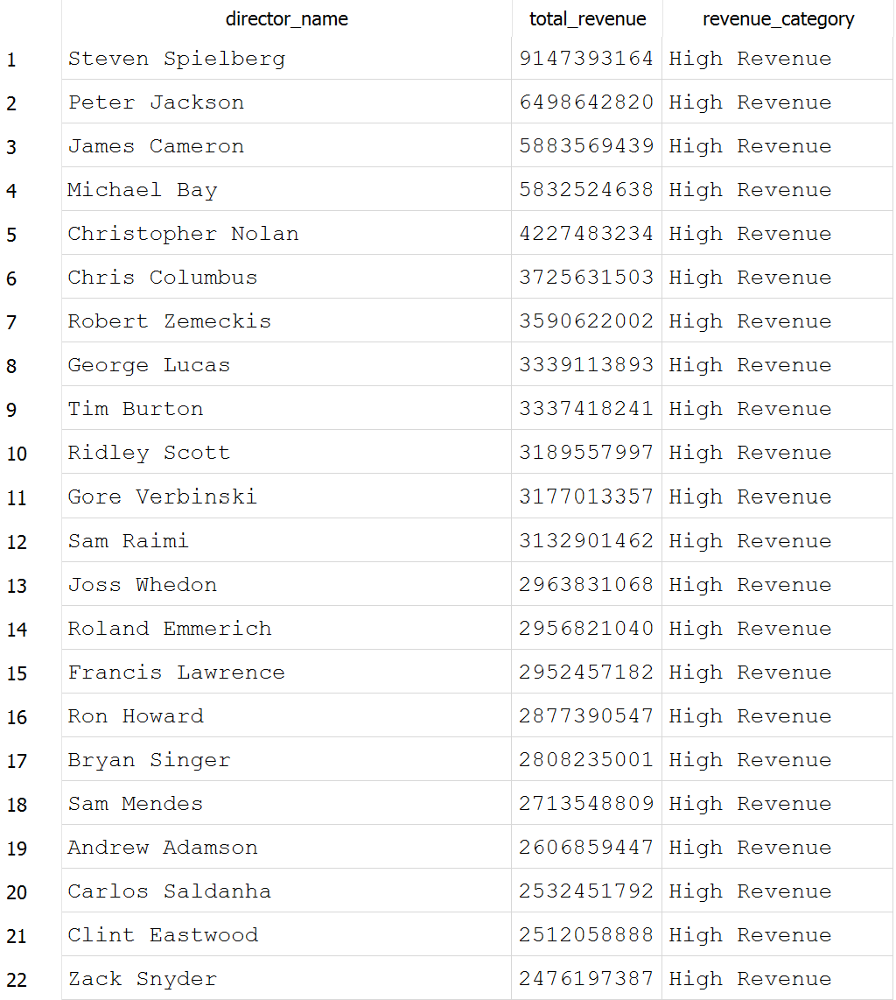 director_name total_revenue revenue_category
1 Steven Spielberg 9147393164 High Revenue
2 Peter Jackson 6498642820 High Revenue
3 James Cameron 5883569439 High Revenue
4 Michael Bay 5832524638 High Revenue
5 Christopher Nolan 4227483234 High Revenue
6 Chris Columbus 3725631503 High Revenue
7 Robert Zemeckis 3590622002 High Revenue
8 George Lucas 3339113893 High Revenue
9 Tim Burton 3337418241 High Revenue
10 Ridley Scott 3189557997 High Revenue
11 Gore Verbinski 3177013357 High Revenue
12 Sam Raimi 3132901462 High Revenue
13 Joss Whedon 2963831068 High Revenue
14 Roland Emmerich 2956821040 High Revenue
15 Francis Lawrence 2952457182 High Revenue
16 Ron Howard 2877390547 High Revenue
17 Bryan Singer 2808235001 High Revenue
18 Sam Mendes 2713548809 High Revenue
19 Andrew Adamson 2606859447 High Revenue
20 Carlos Saldanha 2532451792 High Revenue
21 Clint Eastwood 2512058888 High Revenue
22 Zack Snyder 2476197387 High Revenue